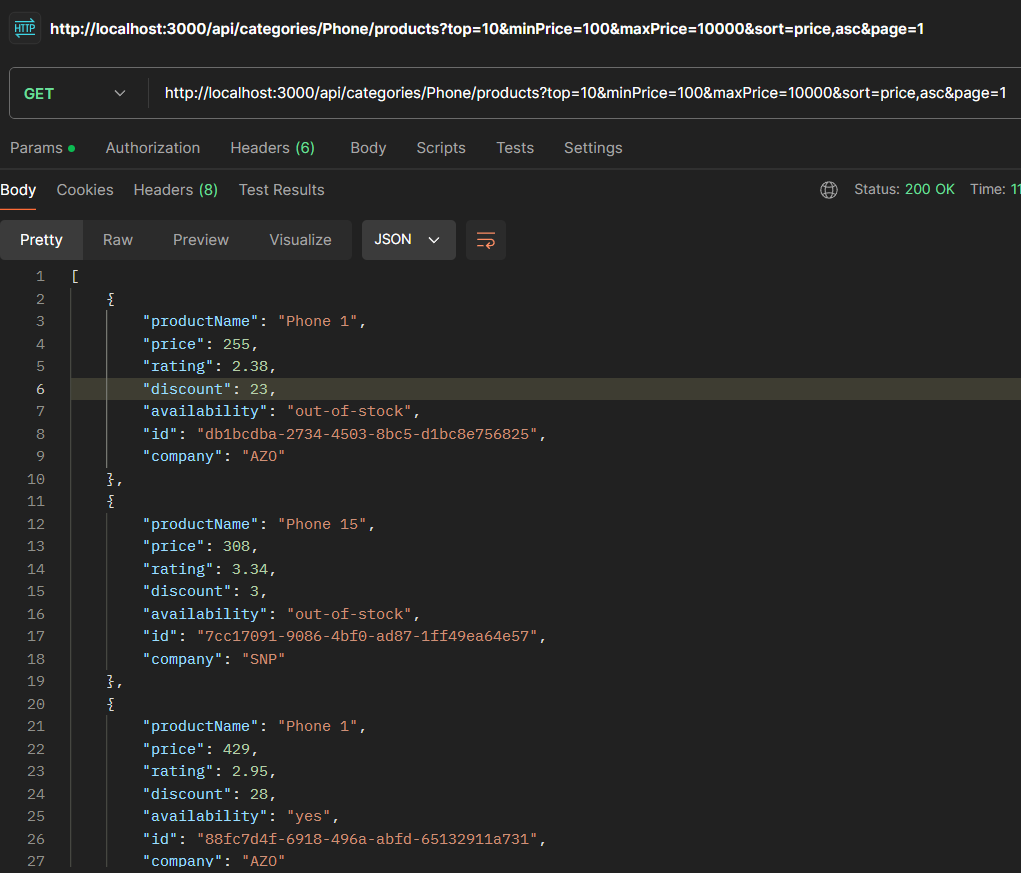 HTTP http://localhost:3000/api/categories/Phone/products?top=10&minPrice=100&maxPrice=10000&sort=price,asc&page=1
GET http://localhost:3000/api/categories/Phone/products?top=10&minPrice=100&maxPrice=10000&sort=price,asc&page=1
Params Authorization Headers (6) Body Scripts Tests Settings
Body Cookies Headers (8) Test Results Status: 200 OK Time: 11
Pretty Raw Preview Visualize JSON
1 [
2 {
3 "productName": "Phone 1",
4 "price": 255,
5 "rating": 2.38,
6 "discount": 23,
7 "availability": "out-of-stock",
8 "id": "db1bcdba-2734-4503-8bc5-d1bc8e756825",
9 "company": "AZO"
10 },
11 {
12 "productName": "Phone 15",
13 "price": 308,
14 "rating": 3.34,
15 "discount": 3,
16 "availability": "out-of-stock",
17 "id": "7cc17091-9086-4bf0-ad87-1ff49ea64e57",
18 "company": "SNP"
19 },
20 {
21 "productName": "Phone 1",
22 "price": 429,
23 "rating": 2.95,
24 "discount": 28,
25 "availability": "yes",
26 "id": "88fc7d4f-6918-496a-abfd-65132911a731",
27 "company": "AZO"